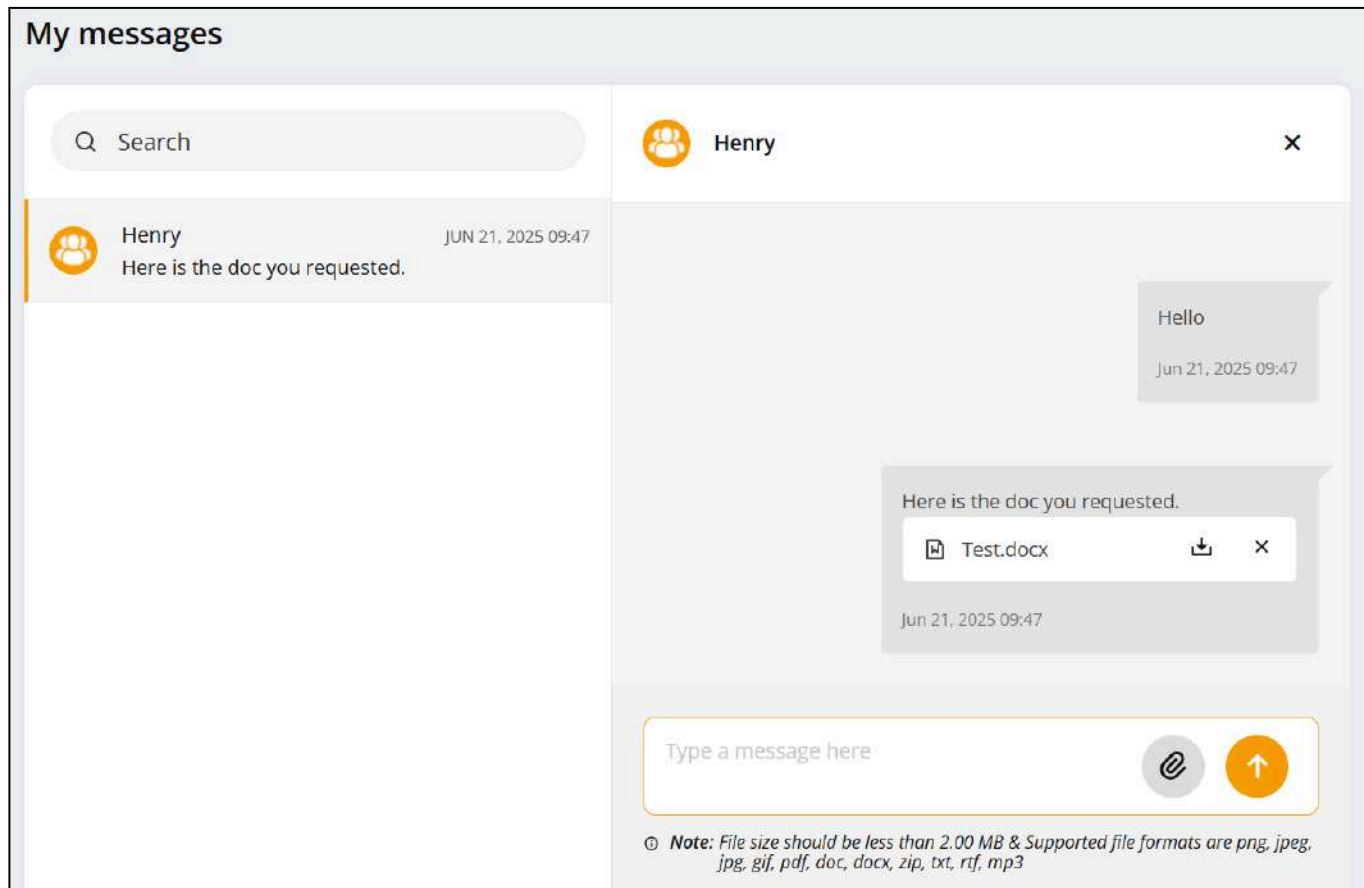 My messages
Search
Henry
JUN 21, 2025 09:47
Here is the doc you requested.
Henry
Hello
Jun 21, 2025 09:47
Here is the doc you requested.
Test.docx
Jun 21, 2025 09:47
Type a message here
Note: File size should be less than 2.00 MB & Supported file formats are png, jpeg,
jpg, gif, pdf, doc, docx, zip, txt, rtf, mp3